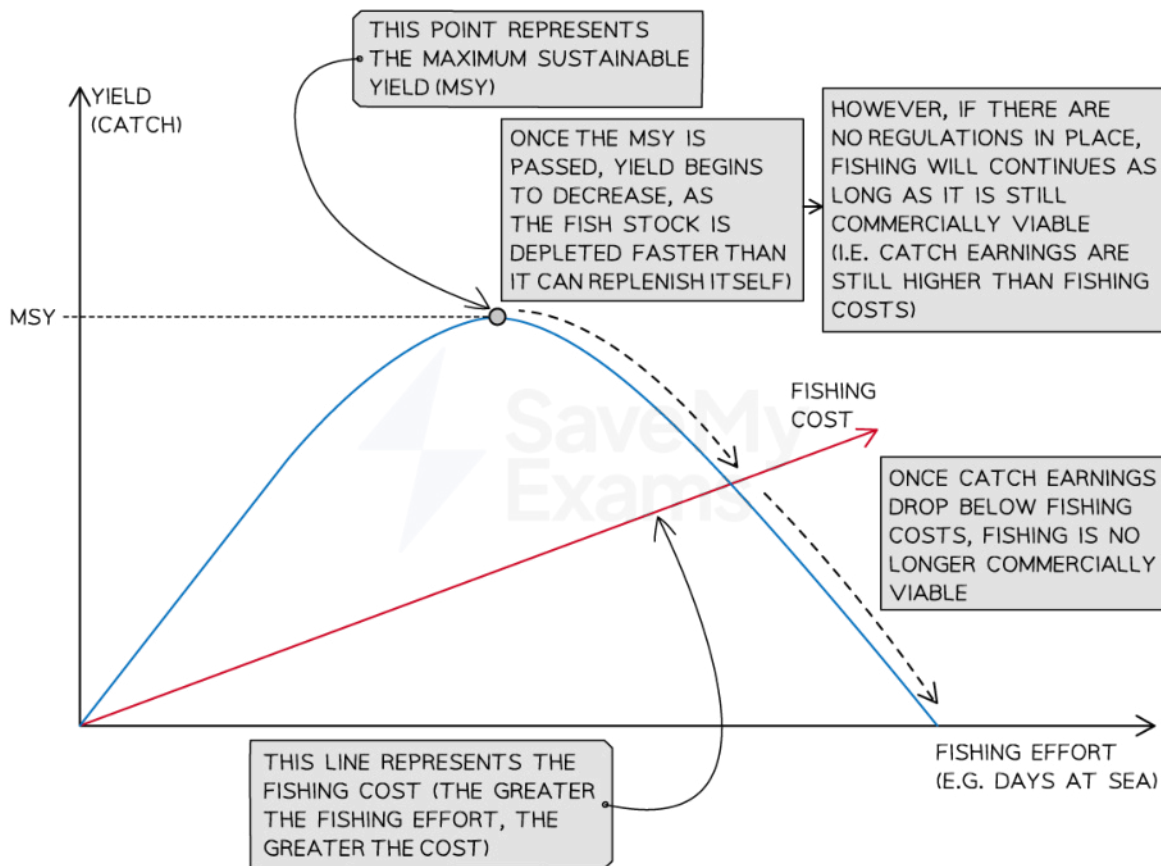 THIS POINT REPRESENTS
THE MAXIMUM SUSTAINABLE
YIELD (MSY)
YIELD
(CATCH)
ONCE THE MSY IS
PASSED, YIELD BEGINS
TO DECREASE, AS
THE FISH STOCK IS
DEPLETED FASTER THAN
IT CAN REPLENISH ITSELF)
HOWEVER, IF THERE ARE
NO REGULATIONS IN PLACE,
FISHING WILL CONTINUES AS
LONG AS IT IS STILL
COMMERCIALLY VIABLE
(I.E. CATCH EARNINGS ARE
STILL HIGHER THAN FISHING
COSTS)
MSY
FISHING
COST
SaveMy
Exams
ONCE CATCH EARNINGS
DROP BELOW FISHING
COSTS, FISHING IS NO
LONGER COMMERCIALLY
VIABLE
THIS LINE REPRESENTS THE
FISHING COST (THE GREATER
THE FISHING EFFORT, THE
GREATER THE COST)
FISHING EFFORT
(E.G. DAYS AT SEA)